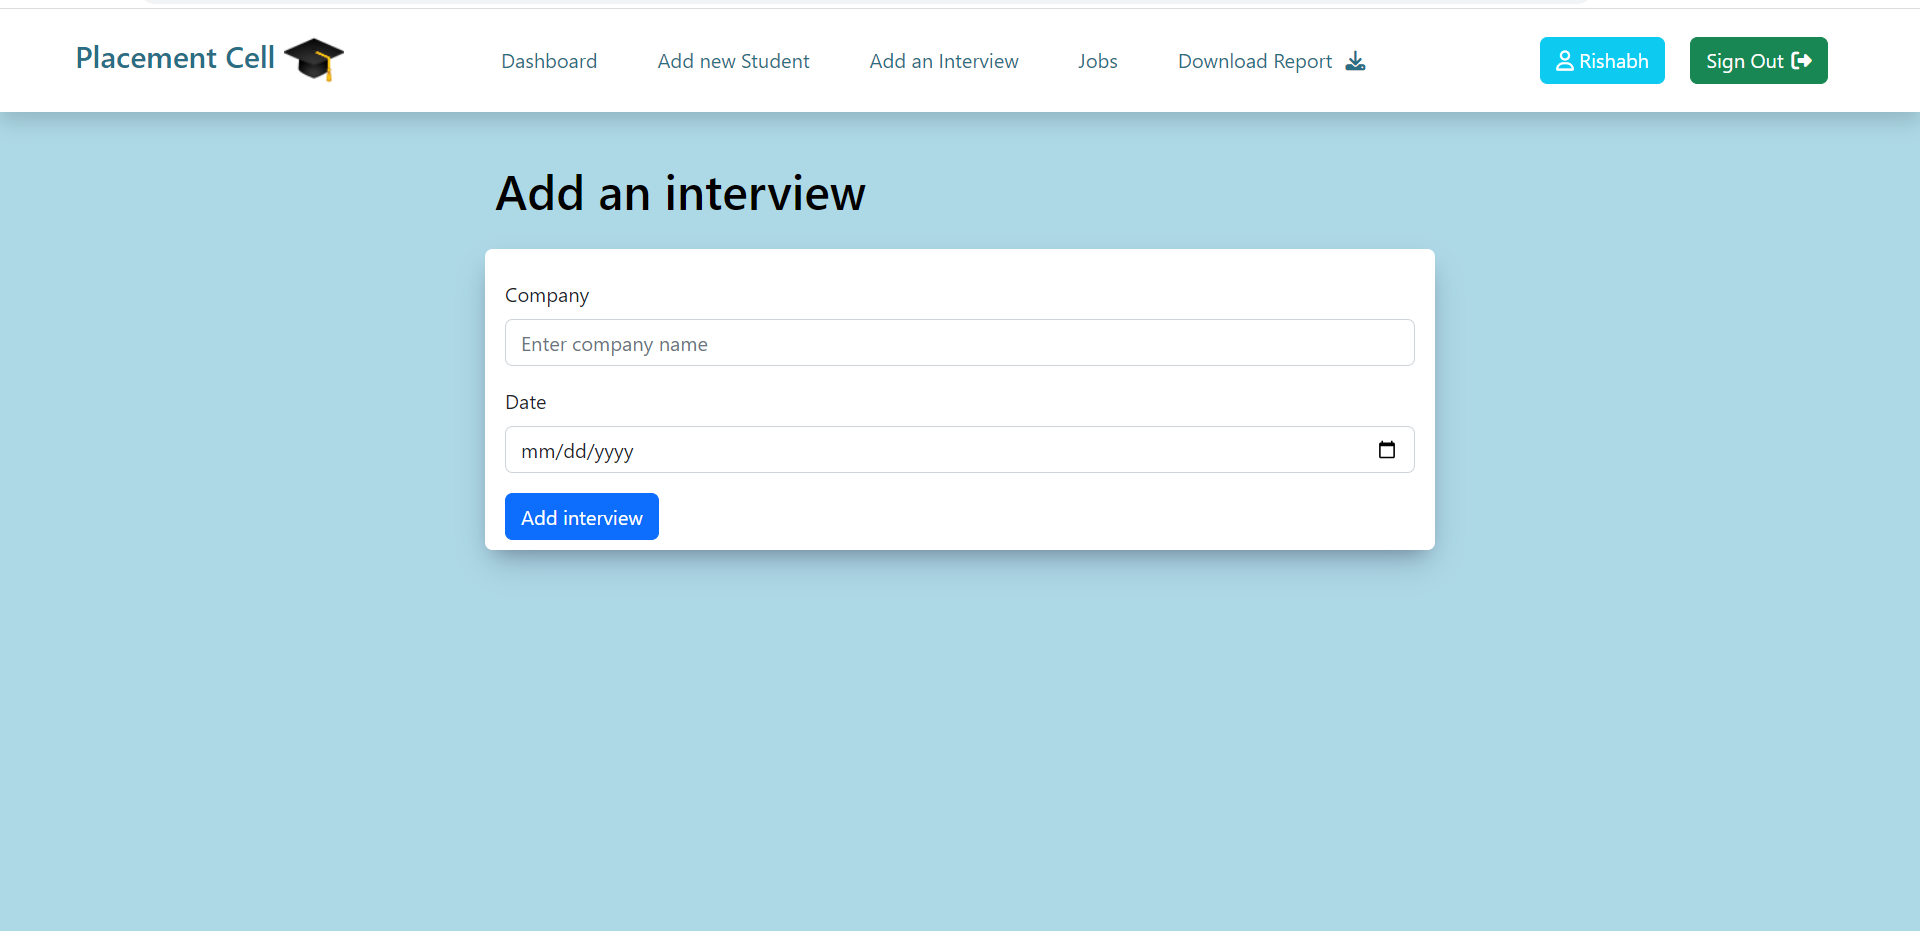 Placement Cell Dashboard Add new Student Add an Interview Jobs Download Report Rishabh Sign Out
Add an interview
Company
Enter company name
Date
mm/dd/yyyy
Add interview